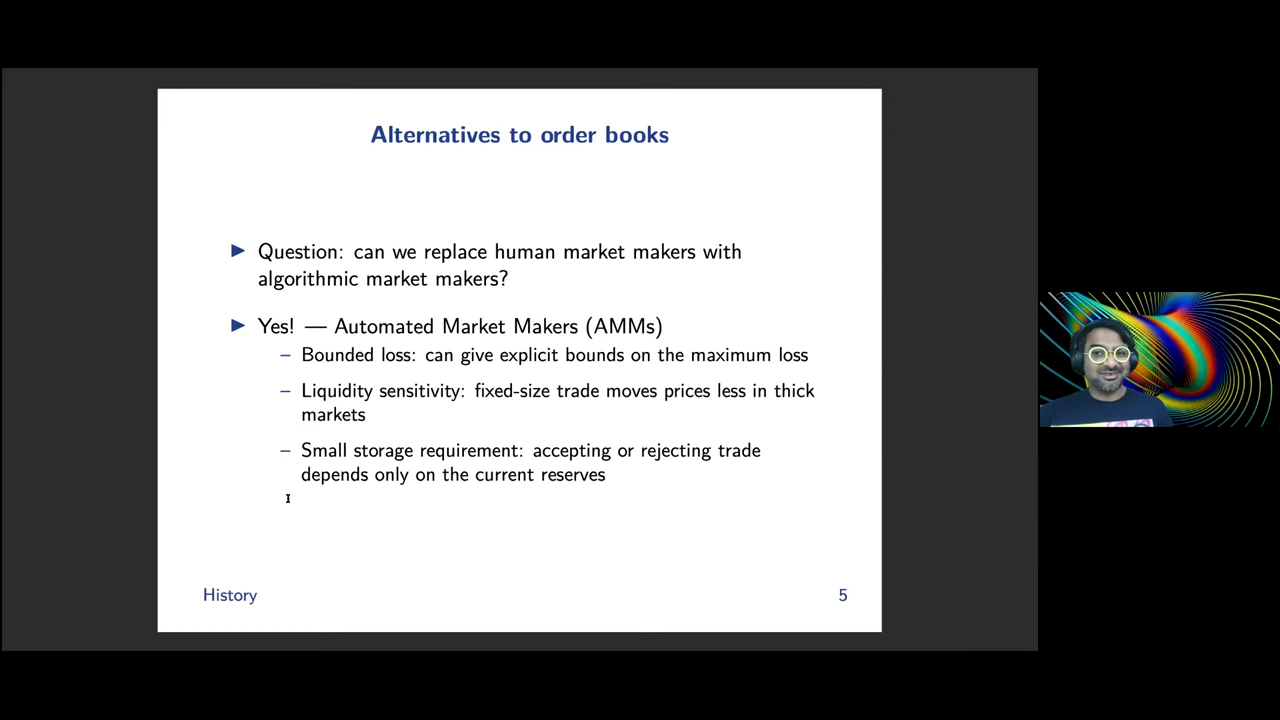 Alternatives to order books
► Question: can we replace human market makers with
algorithmic market makers?
► Yes! — Automated Market Makers (AMMs)
– Bounded loss: can give explicit bounds on the maximum loss
– Liquidity sensitivity: fixed-size trade moves prices less in thick
markets
– Small storage requirement: accepting or rejecting trade
depends only on the current reserves
History
5